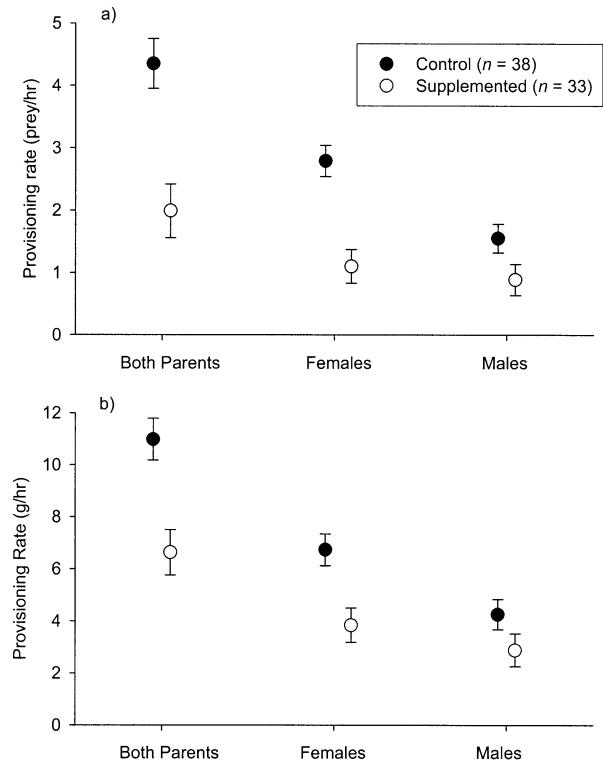 a)
5
4
3
2
1
0
Provisioning rate (prey/hr)
Control (n = 38)
Supplemented (n = 33)
Both Parents Females Males
b)
12
10
8
6
4
2
0
Provisioning Rate (g/hr)
Both Parents Females Males